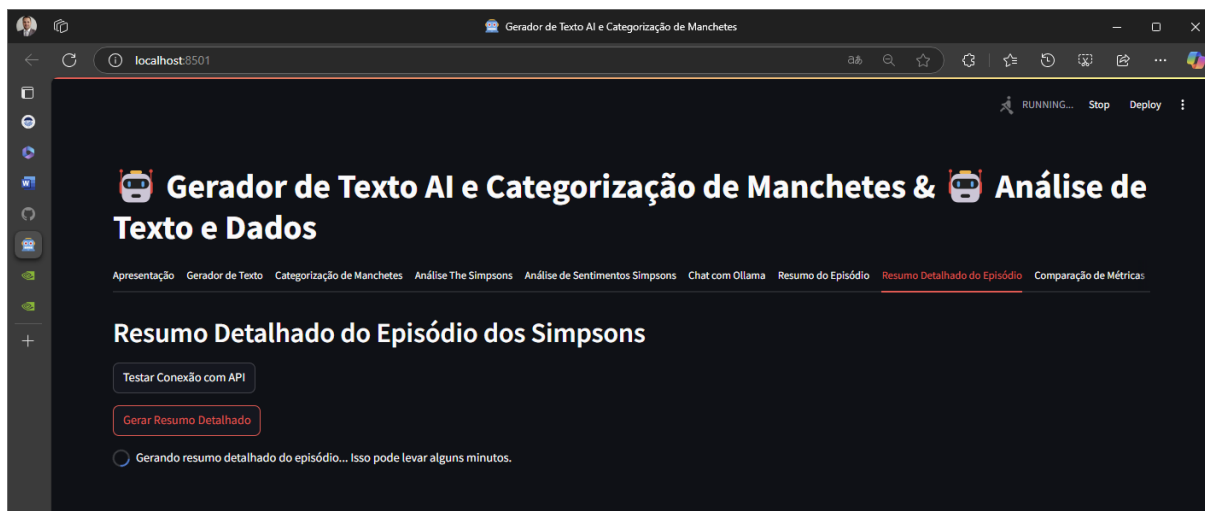 Gerador de Texto AI e Categorização de Manchetes
localhost:8501
aあ
RUNNING... Stop Deploy
Gerador de Texto AI e Categorização de Manchetes & Análise de
Texto e Dados
Apresentação Gerador de Texto Categorização de Manchetes Análise The Simpsons Análise de Sentimentos Simpsons Chat com Ollama Resumo do Episódio Resumo Detalhado do Episódio Comparação de Métricas
Resumo Detalhado do Episódio dos Simpsons
Testar Conexão com API
Gerar Resumo Detalhado
Gerando resumo detalhado do episódio... Isso pode levar alguns minutos.